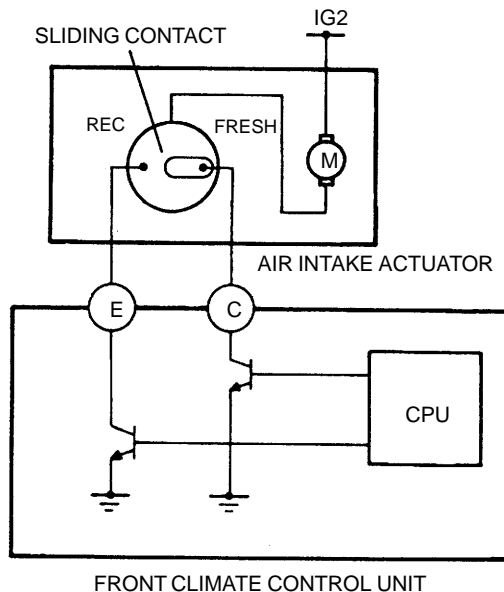 IG2
SLIDING CONTACT
REC
FRESH
M
AIR INTAKE ACTUATOR
E
C
CPU
FRONT CLIMATE CONTROL UNIT